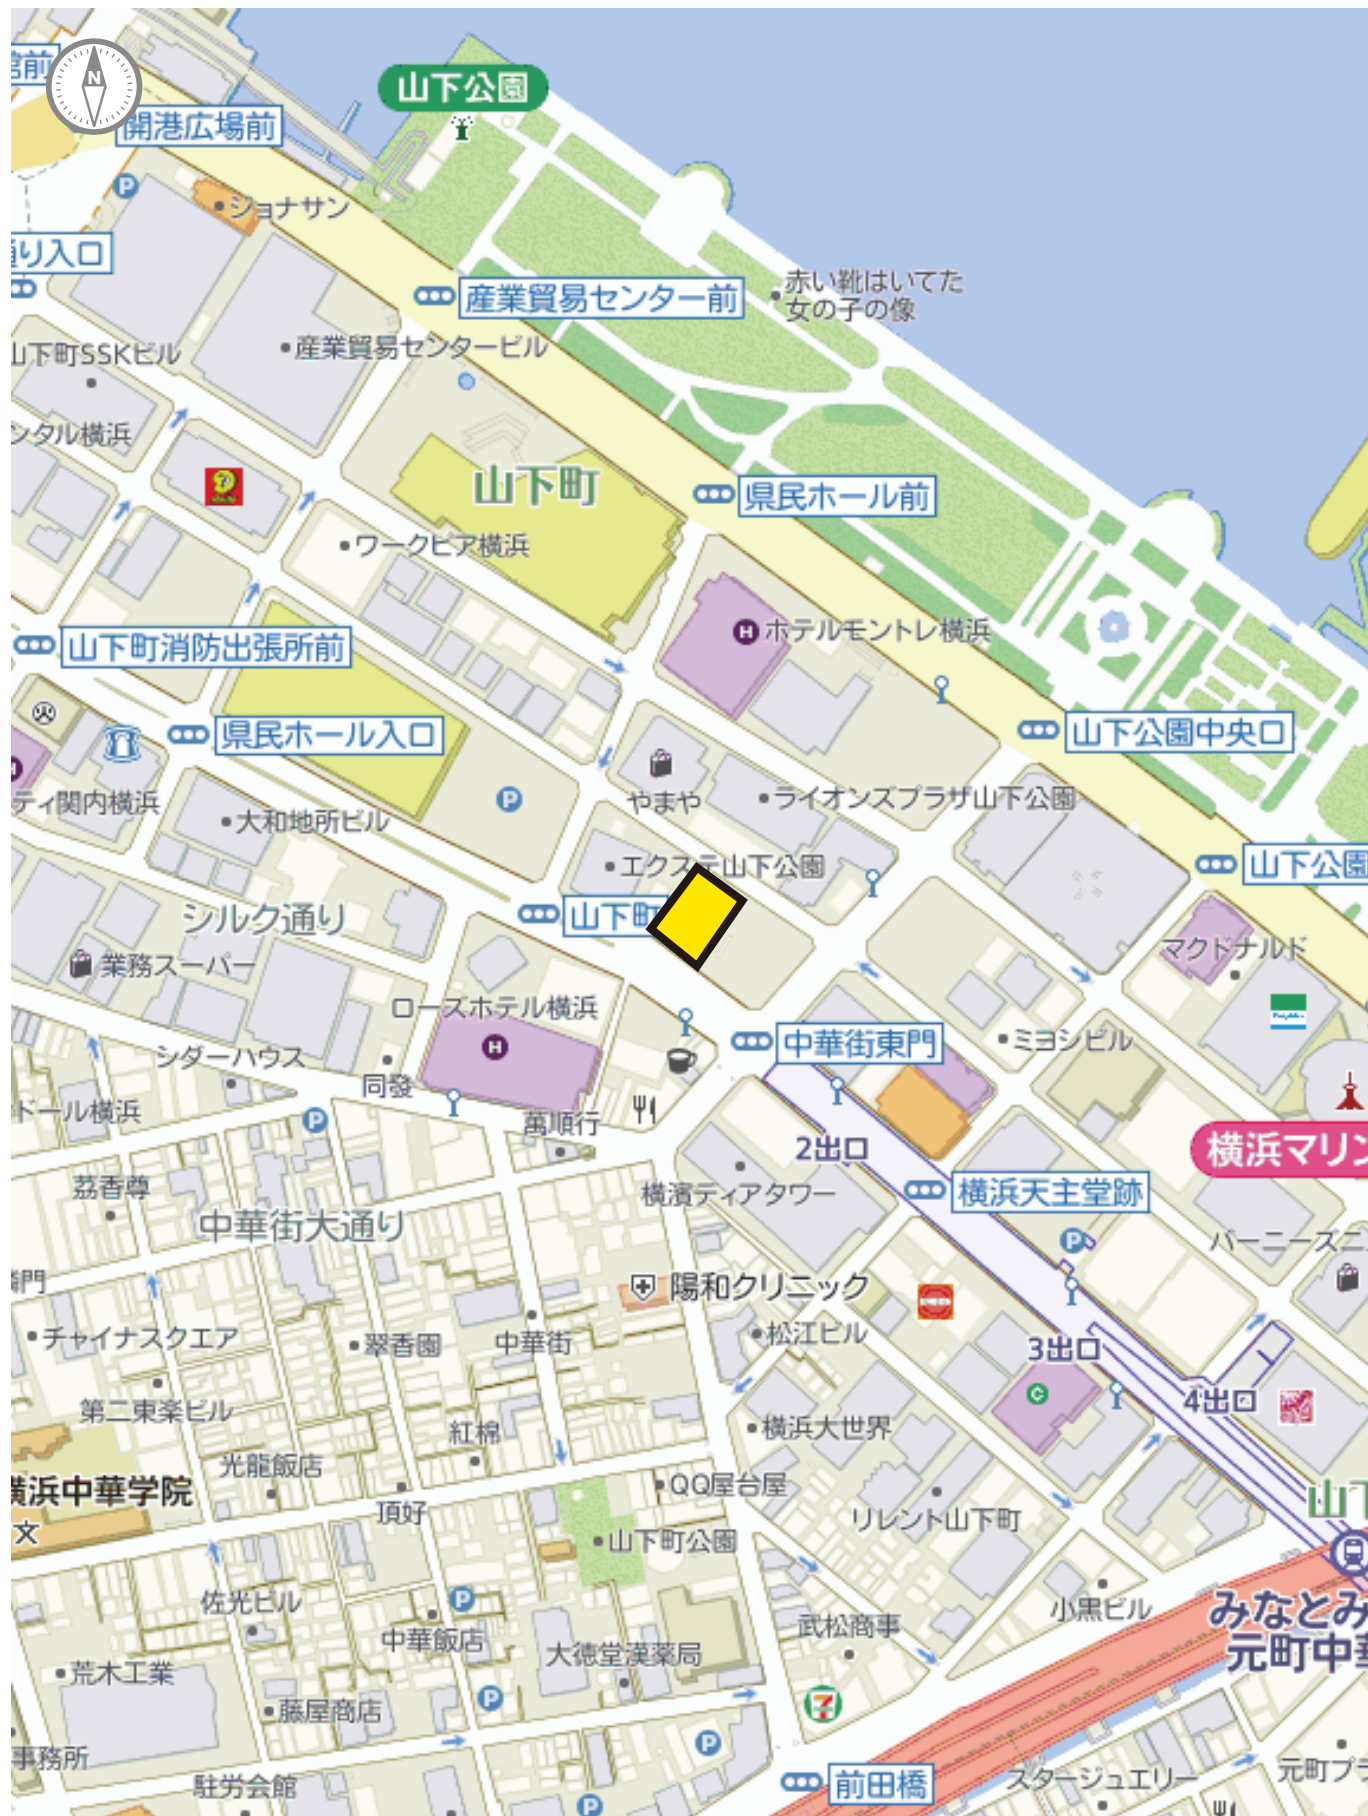 山下公園
館前
N
開港広場前
P
ジョナサン
通り入口
産業貿易センター前
赤い靴はいてた
女の子の像
山下町SSKビル
産業貿易センタービル
ンタル横浜
山下町
県民ホール前
ワークピア横浜
H
ホテルモントレ横浜
山下町消防出張所前
県民ホール入口
山下公園中央口
P
やまや
ライオンズプラザ山下公園
ティ関内横浜
大和地所ビル
エクステ山下公園
山下公園
シルク通り
山下町
マクドナルド
業務スーパー
ローズホテル横浜
H
中華街東門
ミヨシビル
シダーハウス
同發
ドール横浜
P
萬順行
2出口
横浜マリン
荔香尊
横濱ディアタワー
横浜天主堂跡
中華街大通り
P
バーニーズニ
門
陽和クリニック
チャイナスクエア
翠香園
中華街
松江ビル
3出口
C
4出口
第二東楽ビル
紅棉
横浜大世界
光龍飯店
横浜中華学院
文
頂好
QQ屋台屋
リレント山下町
山下
山下町公園
佐光ビル
P
中華飯店
武松商事
小黒ビル
みなとみ
元町中華
大徳堂漢薬局
荒木工業
P
藤屋商店
7
事務所
P
駐労会館
P
前田橋
スタージュエリー
元町プラ